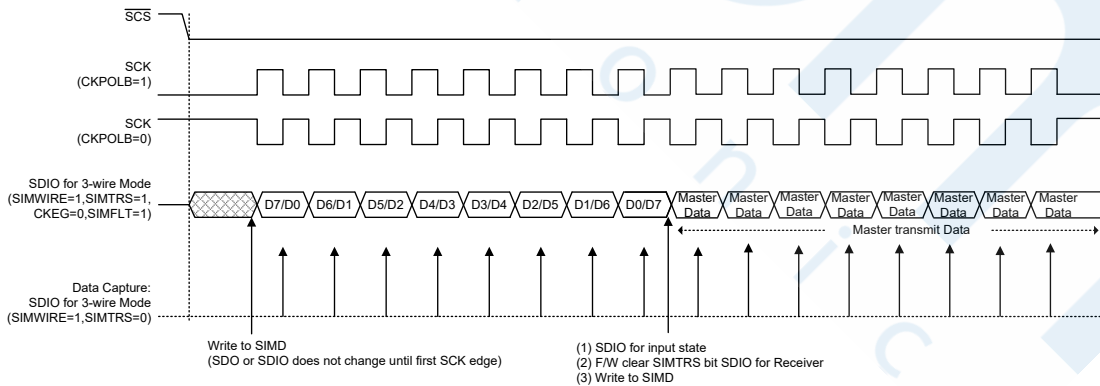 SCS
SCK
(CKPOLB=1)
SCK
(CKPOLB=0)
SDIO for 3-wire Mode
(SIMWIRE=1,SIMTRS=1,
CKEG=0,SIMFLT=1)
D7/D0 D6/D1 D5/D2 D4/D3 D3/D4 D2/D5 D1/D6 D0/D7
Master Master Master Master Master Master Master Master
Data Data Data Data Data Data Data Data
Master transmit Data
Data Capture:
SDIO for 3-wire Mode
(SIMWIRE=1,SIMTRS=0)
Write to SIMD
(SDO or SDIO does not change until first SCK edge)
(1) SDIO for input state
(2) F/W clear SIMTRS bit SDIO for Receiver
(3) Write to SIMD